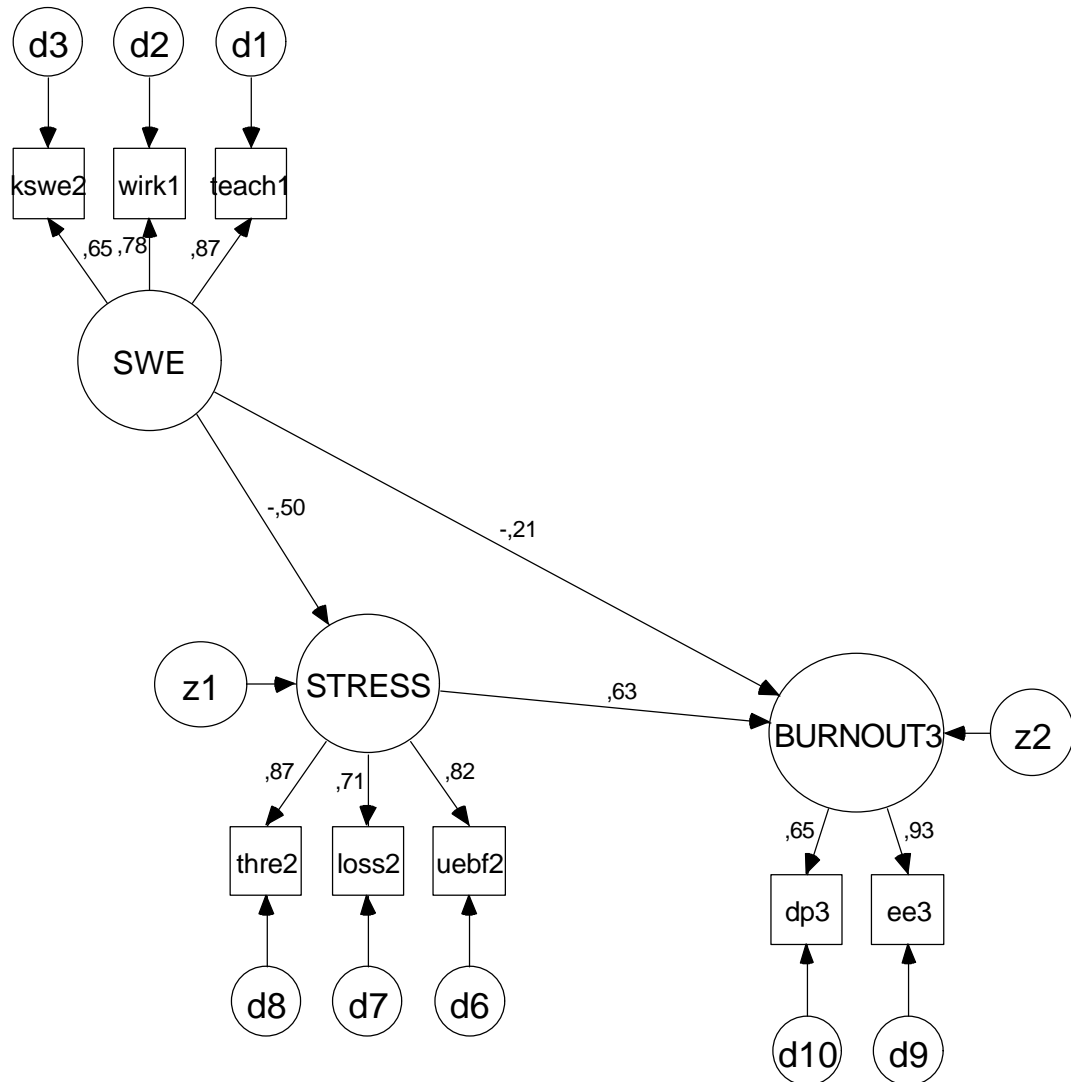 d3 d2 d1
kswe2 wirk1 teach1
,65 ,78 ,87
SWE
-,50 -,21
z1 STRESS ,63 BURNOUT3 z2
,87 ,71 ,82
,65 ,93
thre2 loss2 uebf2
dp3 ee3
d8 d7 d6
d10 d9